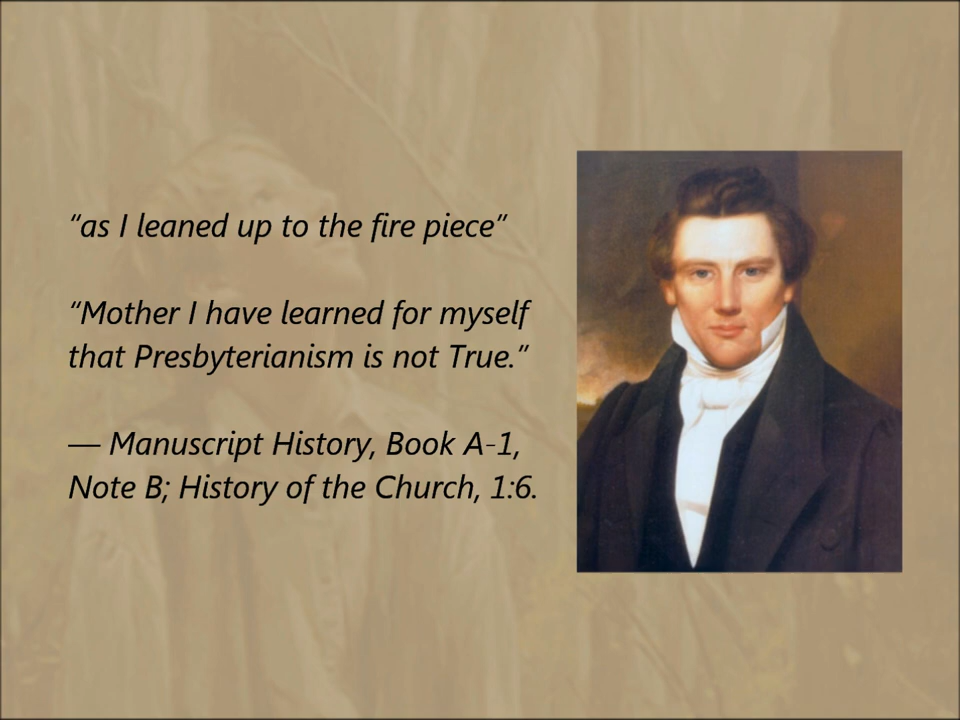 “as I leaned up to the fire piece”
“Mother I have learned for myself
that Presbyterianism is not True.”
— Manuscript History, Book A-1,
Note B; History of the Church, 1:6.